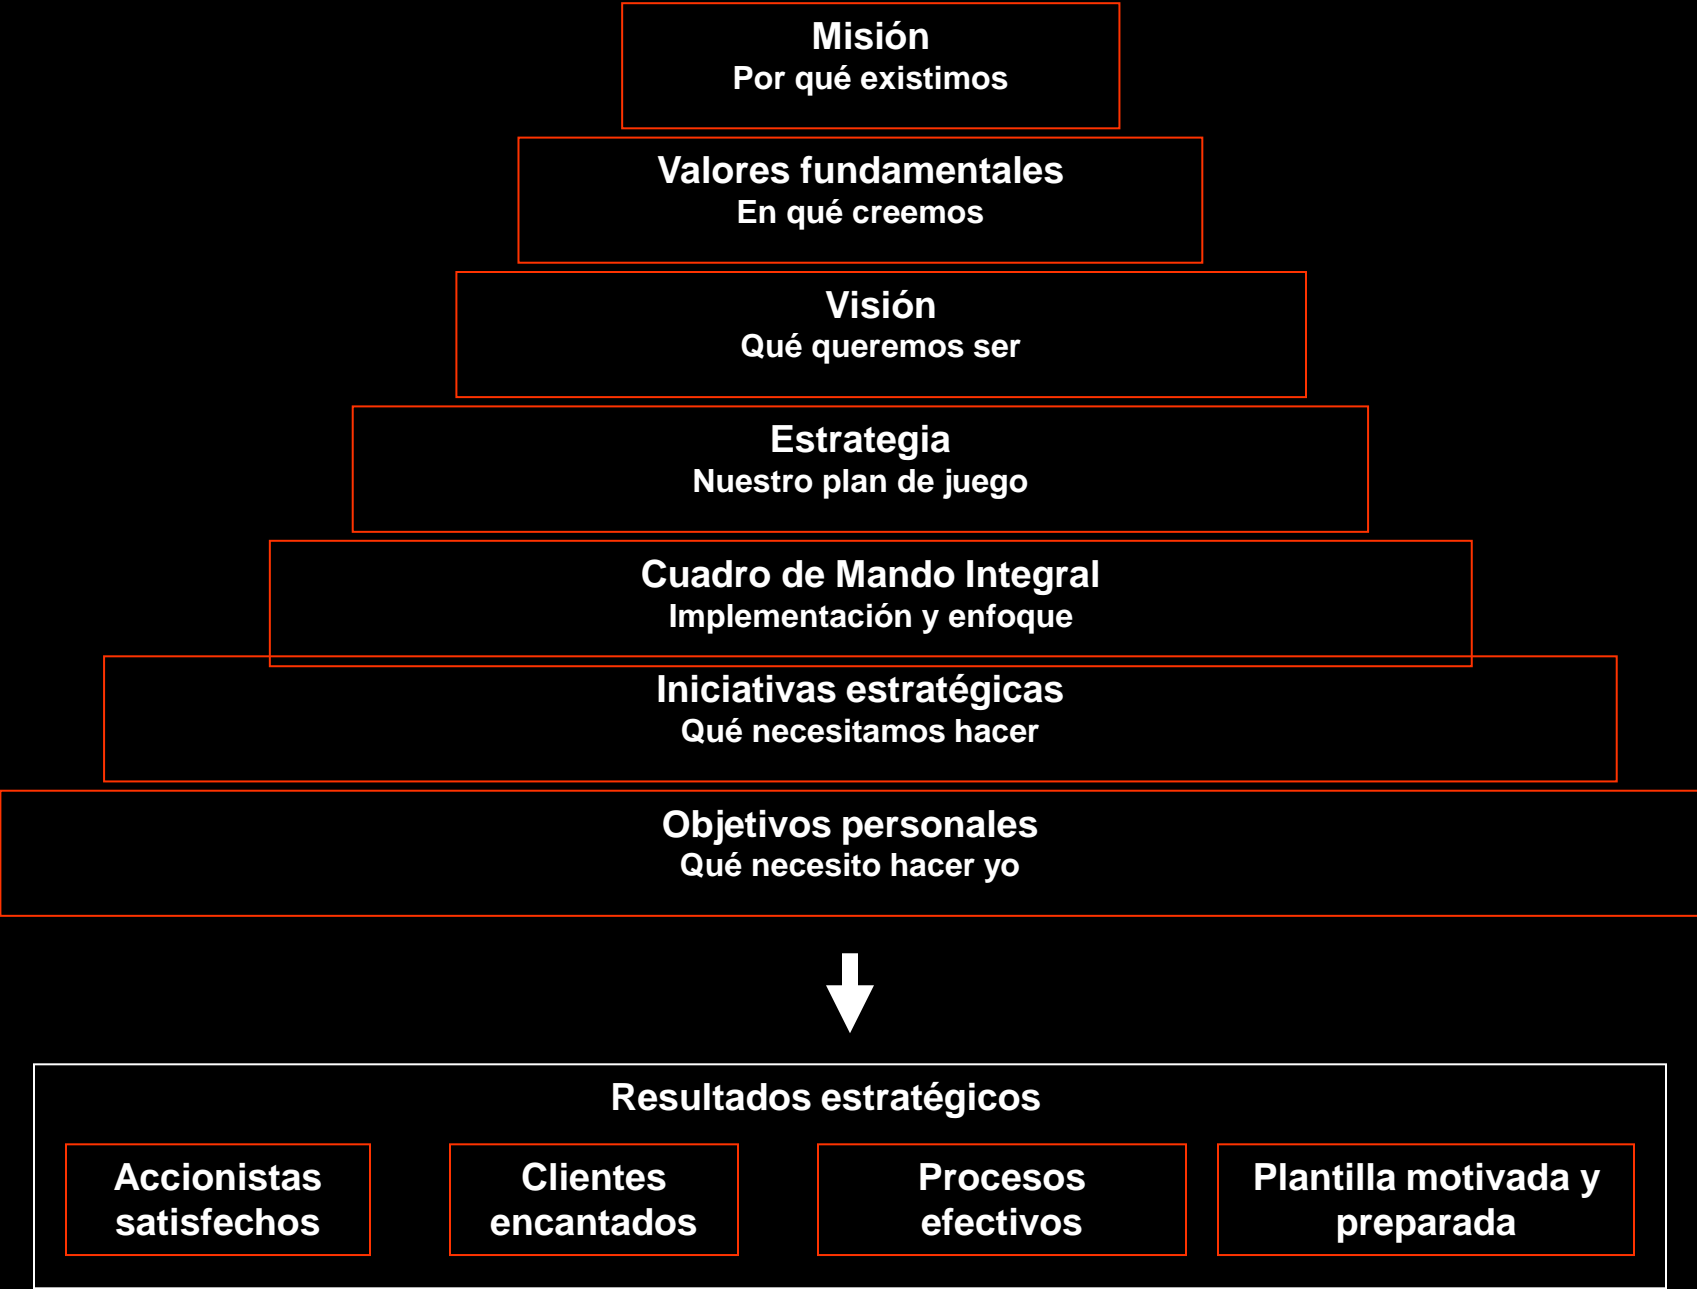 Misión
Por qué existimos
Valores fundamentales
En qué creemos
Visión
Qué queremos ser
Estrategia
Nuestro plan de juego
Cuadro de Mando Integral
Implementación y enfoque
Iniciativas estratégicas
Qué necesitamos hacer
Objetivos personales
Qué necesito hacer yo
Resultados estratégicos
Accionistas
satisfechos
Clientes
encantados
Procesos
efectivos
Plantilla motivada y
preparada